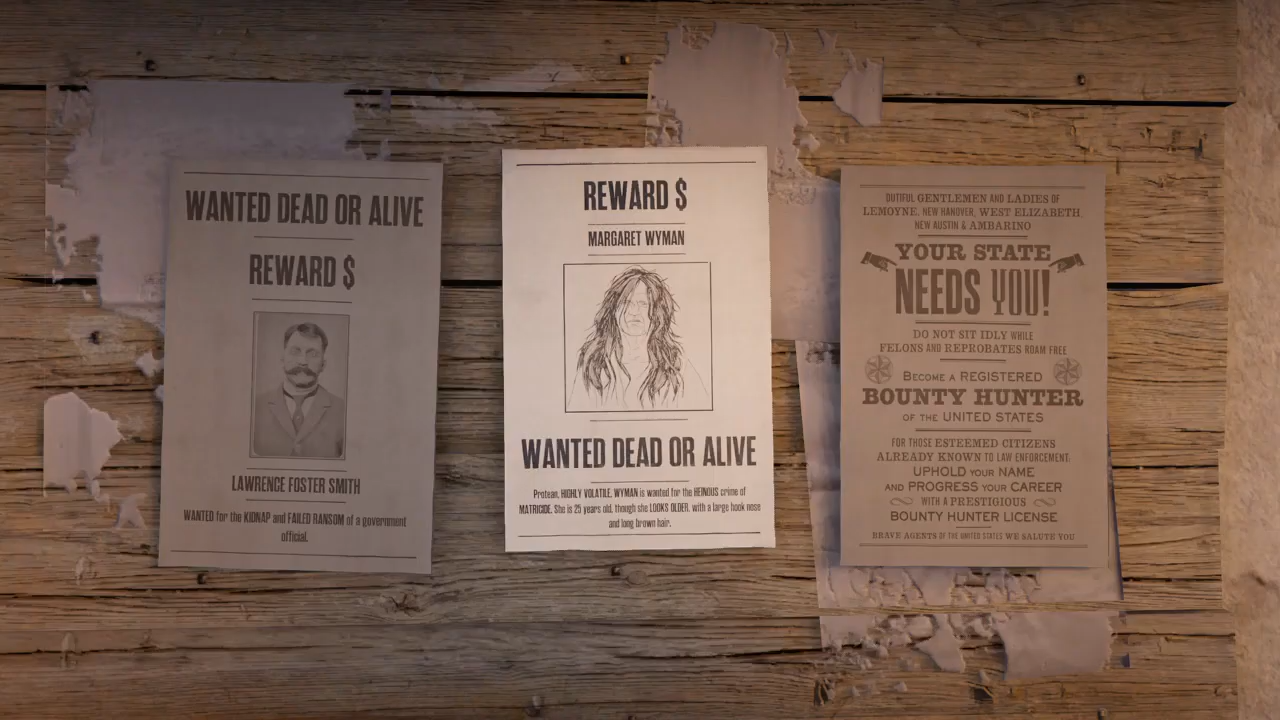 WANTED DEAD OR ALIVE
REWARD $
LAWRENCE FOSTER SMITH
WANTED for the KIDNAP and FAILED RANSOM of a government
official.
REWARD $
MARGARET WYMAN
WANTED DEAD OR ALIVE
Protean, HIGHLY VOLATILE, WYMAN is wanted for the HEINOUS crime of
MATRICIDE. She is 25 years old, though she LOOKS OLDER, with a large hook nose
and long brown hair.
DUTIFUL GENTLEMEN AND LADIES OF
LEMOYNE, NEW HANOVER, WEST ELIZABETH,
NEW AUSTIN & AMBARINO
YOUR STATE
NEEDS YOU!
DO NOT SIT IDLY WHILE
FELONS AND REPROBATES ROAM FREE
BECOME A REGISTERED
BOUNTY HUNTER
OF THE UNITED STATES
FOR THOSE ESTEEMED CITIZENS
ALREADY KNOWN TO LAW ENFORCEMENT:
UPHOLD YOUR NAME
AND PROGRESS YOUR CAREER
WITH A PRESTIGIOUS
BOUNTY HUNTER LICENSE
BRAVE AGENTS OF THE UNITED STATES WE SALUTE YOU